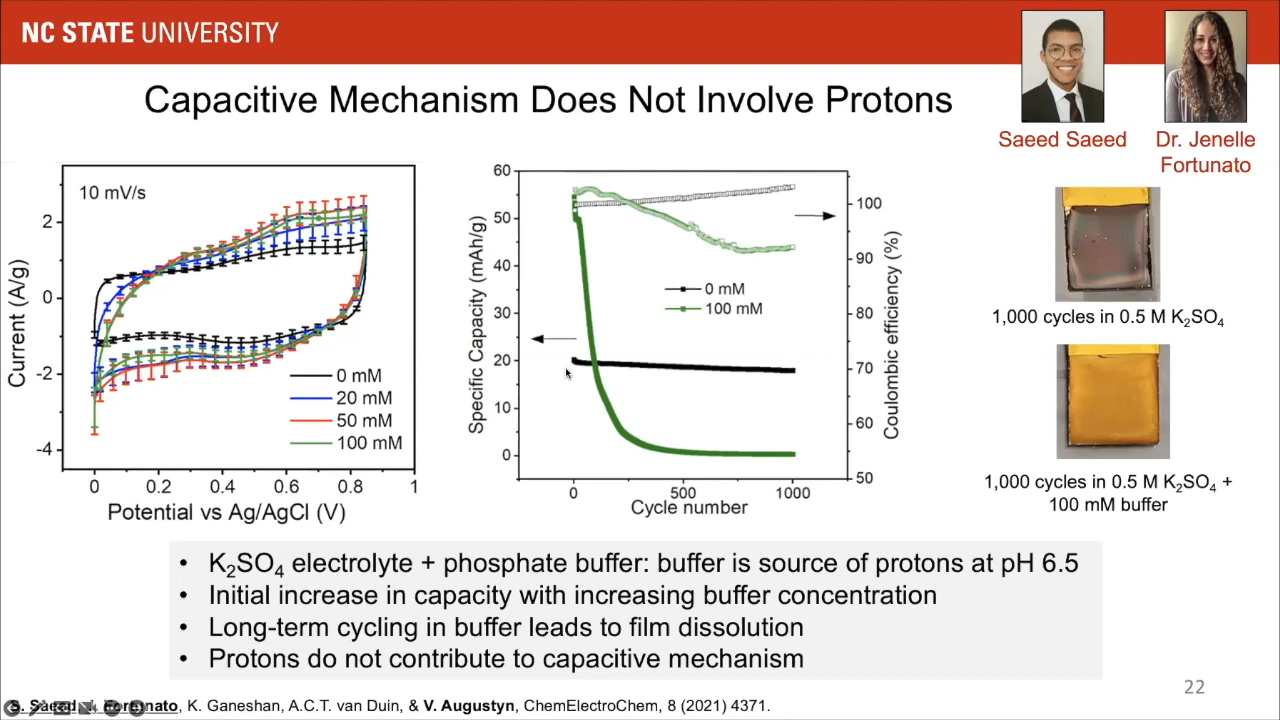 NC STATE UNIVERSITY
Capacitive Mechanism Does Not Involve Protons
Saeed Saeed
Dr. Jenelle
Fortunato
10 mV/s
2
0
-2
-4
Current (A/g)
0 mM
20 mM
50 mM
100 mM
0 0.2 0.4 0.6 0.8 1
Potential vs Ag/AgCl (V)
60
50
40
30
20
10
0
Specific Capacity (mAh/g)
0 mM
100 mM
100
90
80
70
60
50
Coulombic efficiency (%)
0 500 1000
Cycle number
1,000 cycles in 0.5 M K₂SO₄
1,000 cycles in 0.5 M K₂SO₄ +
100 mM buffer
• K₂SO₄ electrolyte + phosphate buffer: buffer is source of protons at pH 6.5
• Initial increase in capacity with increasing buffer concentration
• Long-term cycling in buffer leads to film dissolution
• Protons do not contribute to capacitive mechanism
22
S. Saeed, J. Fortunato, K. Ganeshan, A.C.T. van Duin, & V. Augustyn, ChemElectroChem, 8 (2021) 4371.